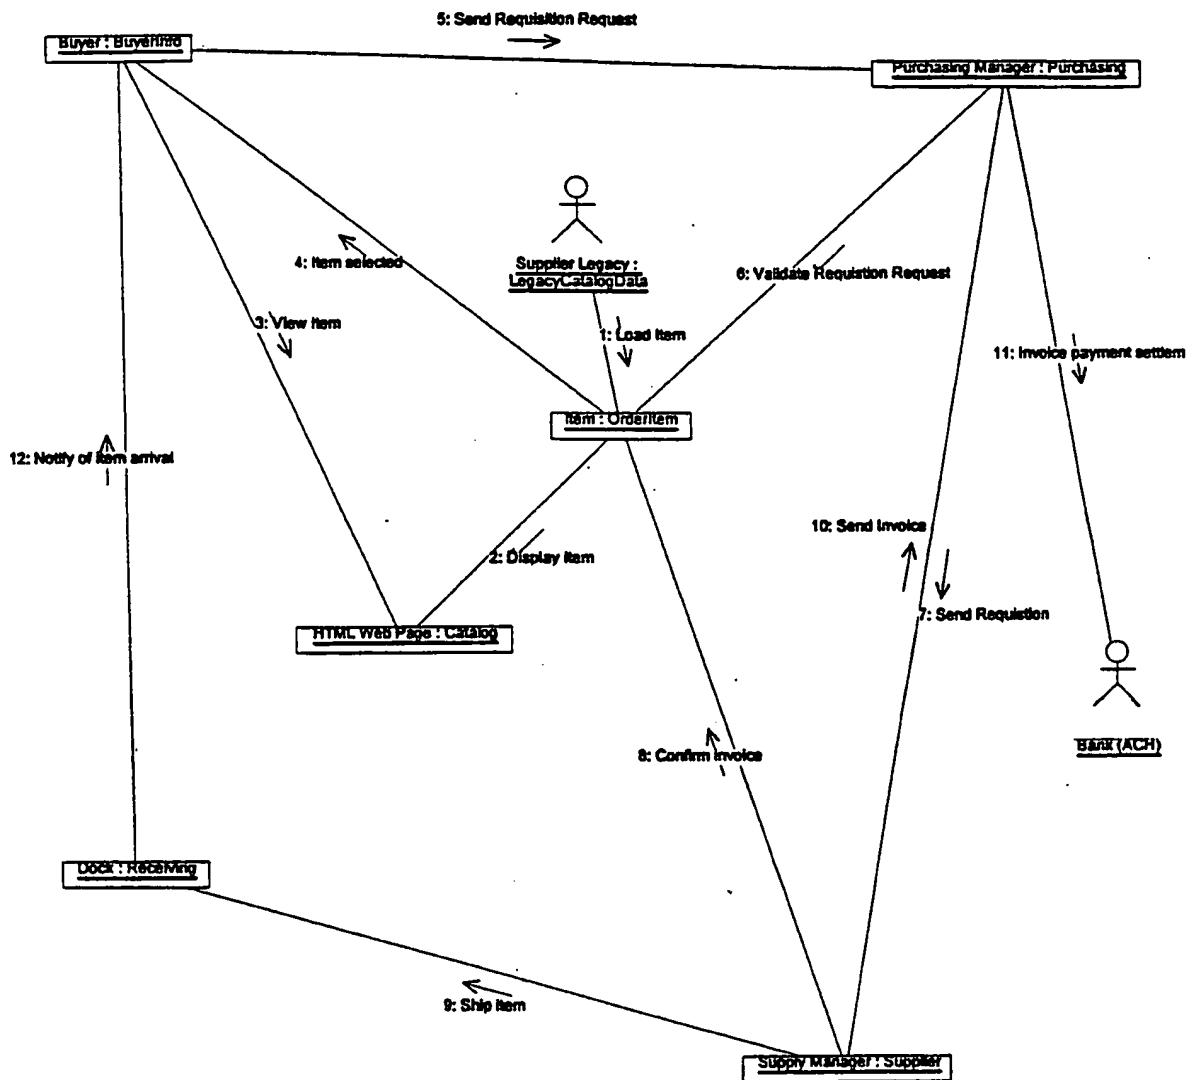 5: Send Requisition Request
Buyer : BuyerInfo
Purchasing Manager : Purchasing
4: Item selected
Supplier Legacy :
LegacyCatalogData
6: Validate Requistion Request
3: View Item
1: Load Item
11: Invoice payment settlem
Item : OrderItem
12: Notify of item arrival
10: Send Invoice
2: Display Item
7: Send Requistion
HTML Web Page : Catalog
8: Confirm invoice
Bank (ACH)
Dock : Receiving
9: Ship Item
Supply Manager : Supplier